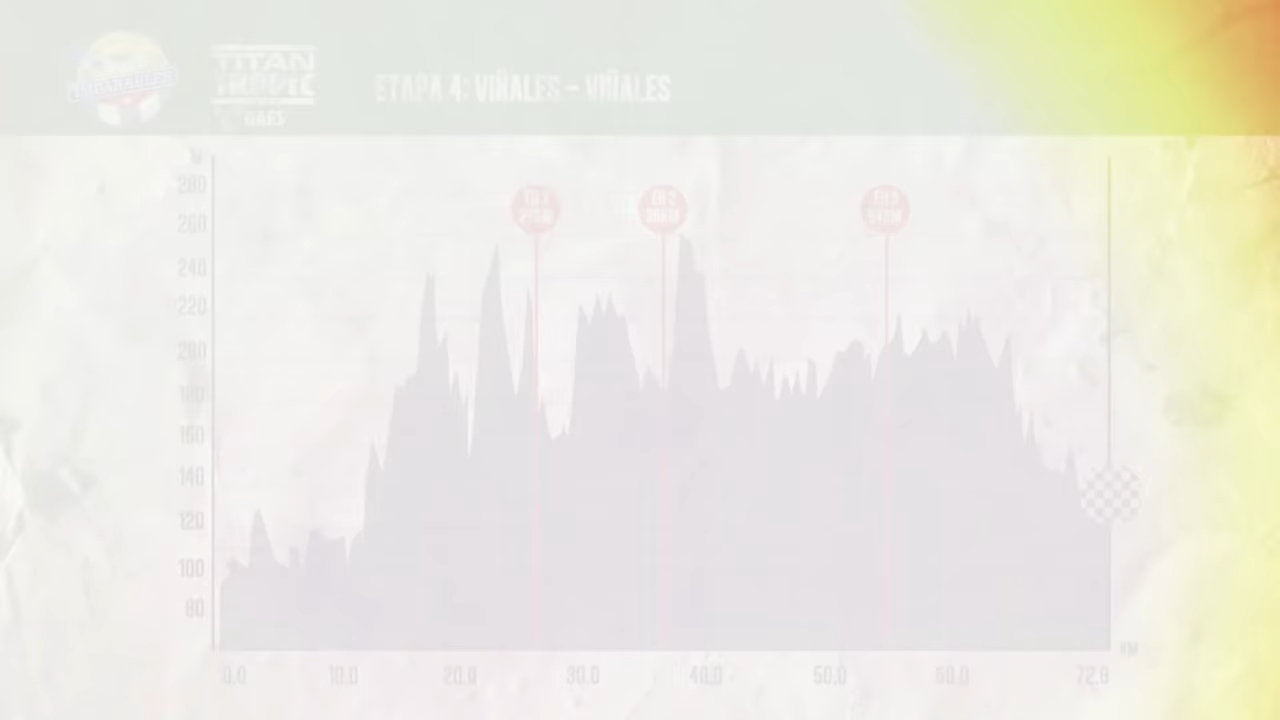 TITAN
TROPIC
GAES
ETAPA 4: VIÑALES – VIÑALES
M
280
260
240
220
200
180
160
140
120
100
80
0.0 10.0 20.0 30.0 40.0 50.0 60.0 72.0
KM